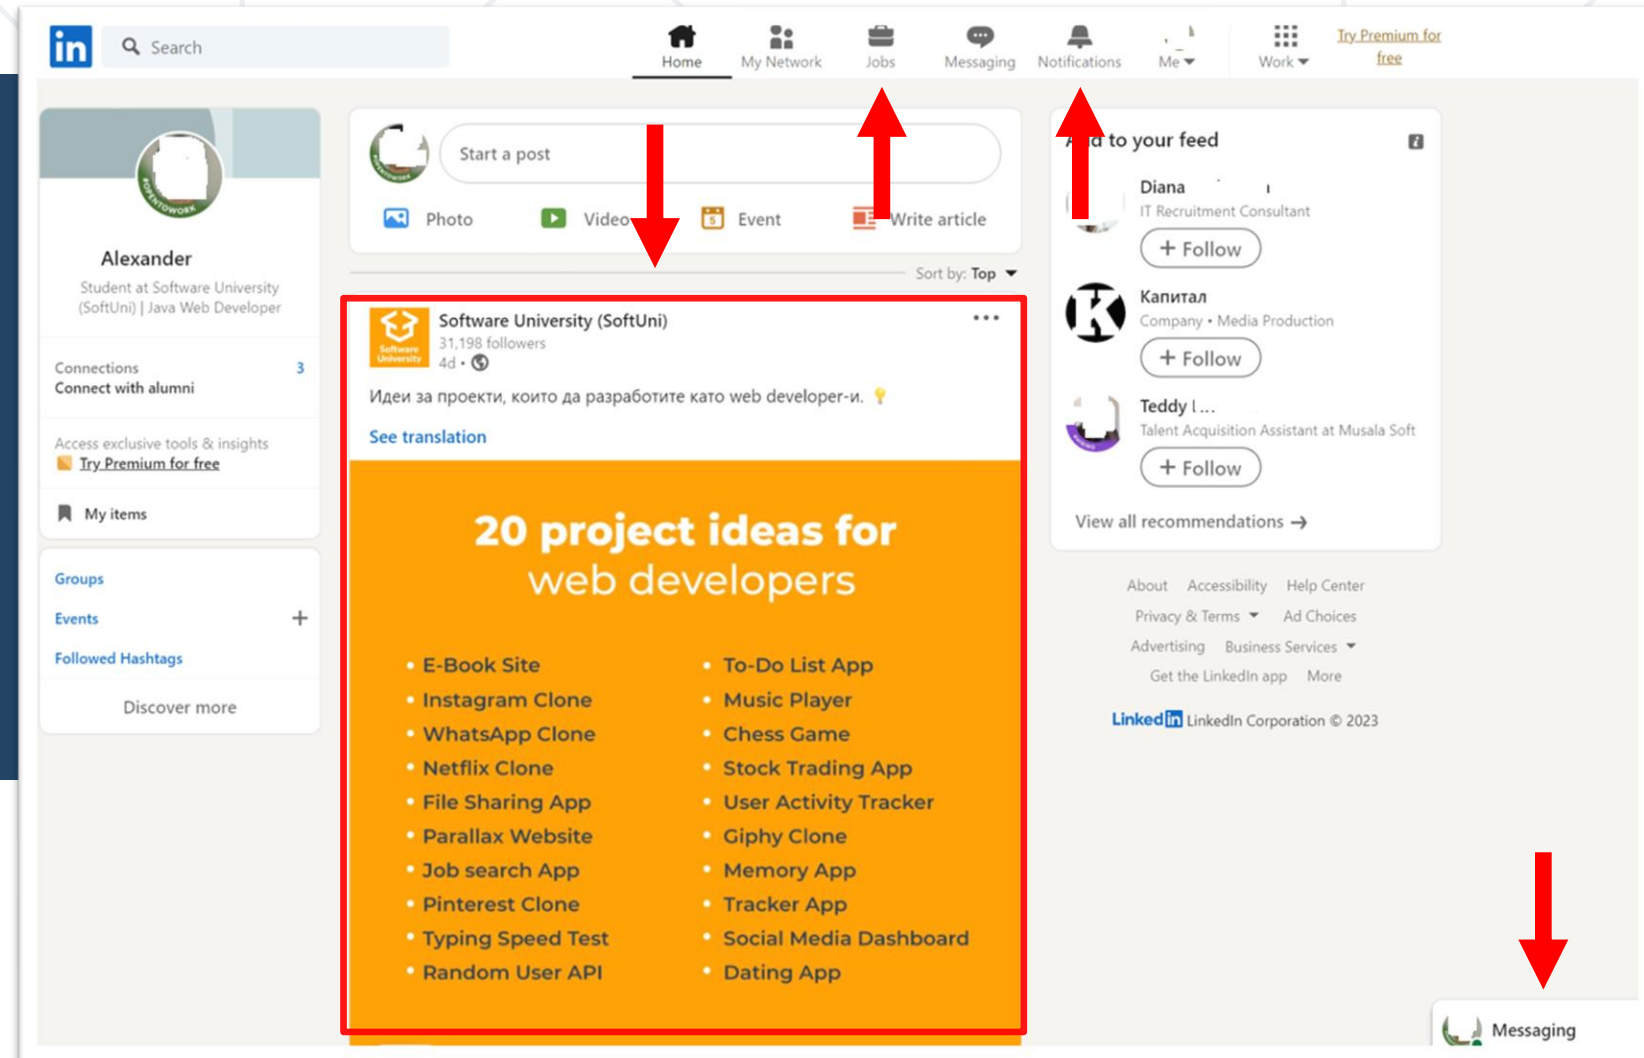 in
Search
Home
My Network
Jobs
Messaging
Notifications
Me
Work
Try Premium for
free
#OPENTOWORK
Alexander
Student at Software University
(SoftUni) | Java Web Developer
Connections 3
Connect with alumni
Access exclusive tools & insights
Try Premium for free
My items
Groups
Events +
Followed Hashtags
Discover more
Start a post
Photo
Video
5 Event
Write article
Sort by: Top
Software
University
Software University (SoftUni)
31,198 followers
4d •
Идеи за проекти, които да разработите като web developer-и.
See translation
20 project ideas for
web developers
• E-Book Site
• Instagram Clone
• WhatsApp Clone
• Netflix Clone
• File Sharing App
• Parallax Website
• Job search App
• Pinterest Clone
• Typing Speed Test
• Random User API
• To-Do List App
• Music Player
• Chess Game
• Stock Trading App
• User Activity Tracker
• Giphy Clone
• Memory App
• Tracker App
• Social Media Dashboard
• Dating App
to your feed
Diana
IT Recruitment Consultant
+ Follow
K
Капитал
Company • Media Production
+ Follow
Teddy
Talent Acquisition Assistant at Musala Soft
+ Follow
View all recommendations →
About Accessibility Help Center
Privacy & Terms Ad Choices
Advertising Business Services
Get the LinkedIn app More
Linked in LinkedIn Corporation © 2023
Messaging